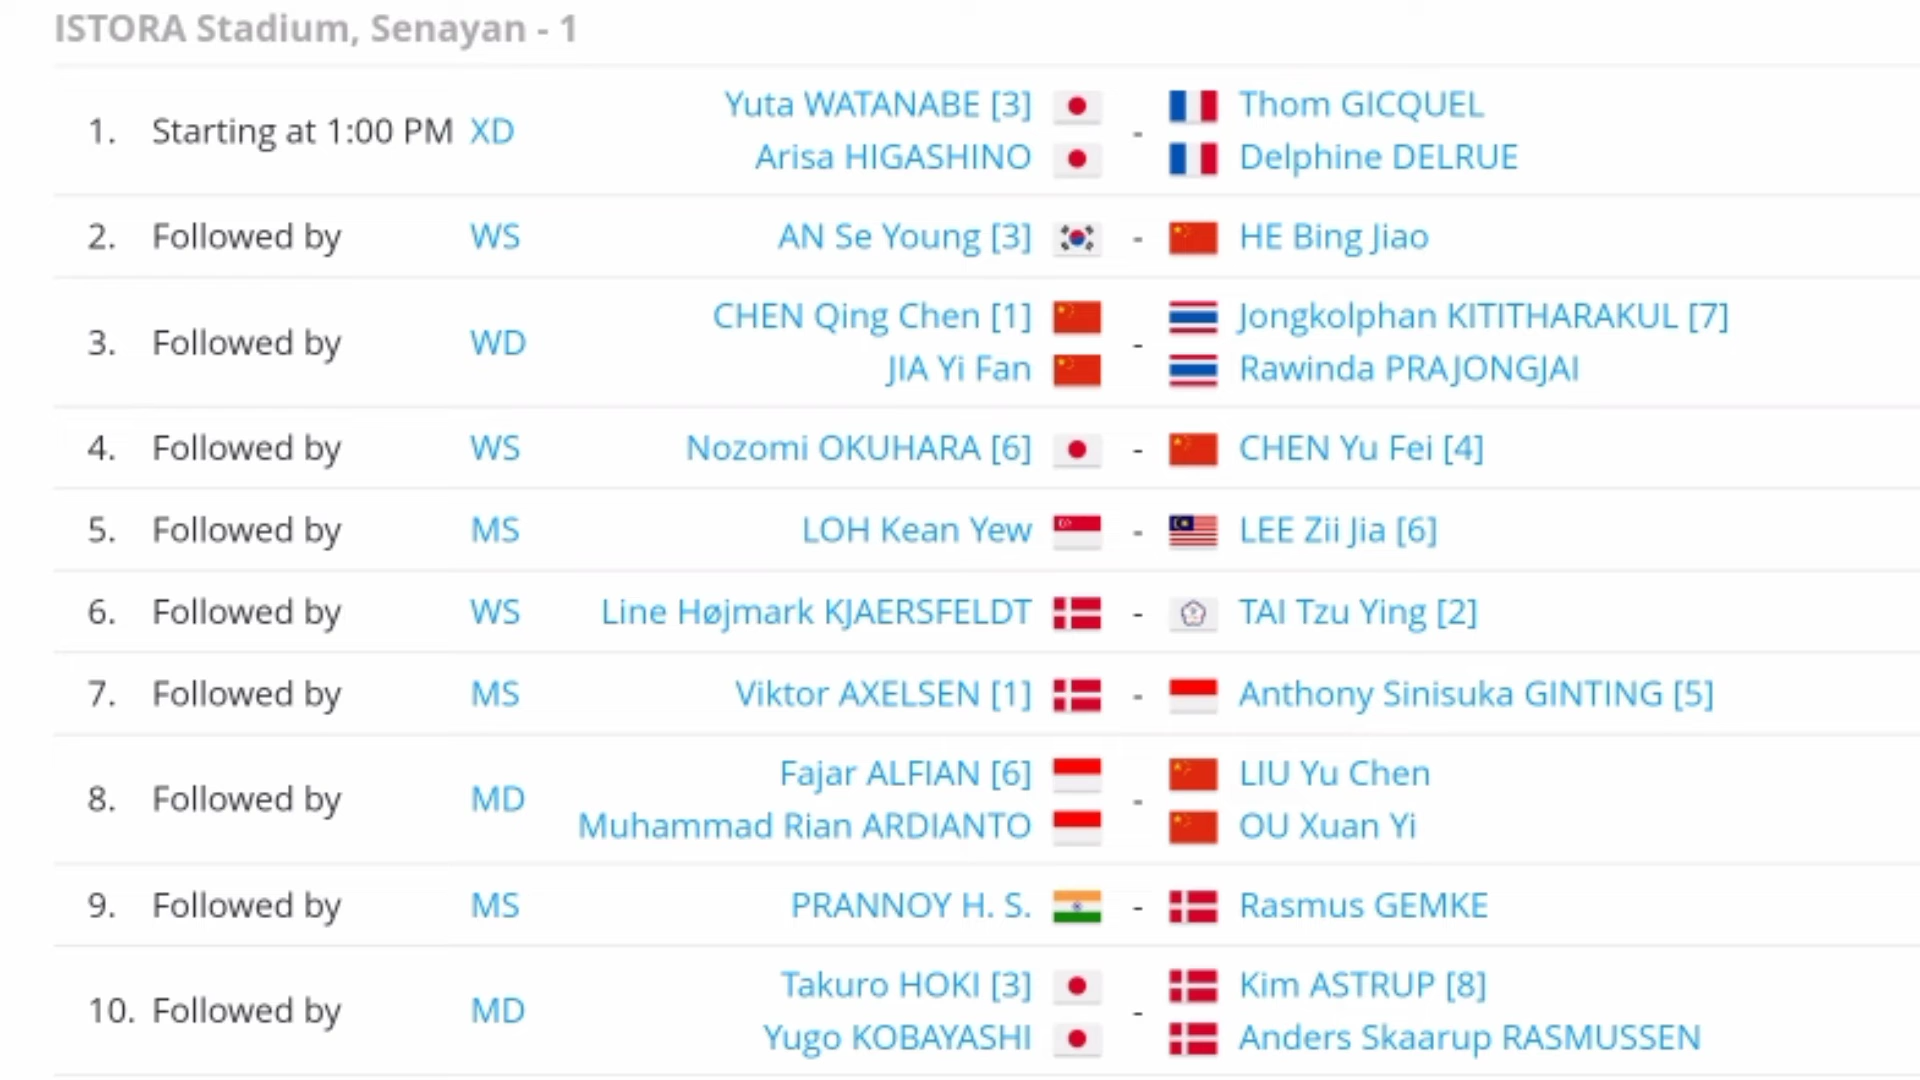 ISTORA Stadium, Senayan - 1
1. Starting at 1:00 PM XD Yuta WATANABE [3] - Thom GICQUEL
Arisa HIGASHINO Delphine DELRUE
2. Followed by WS AN Se Young [3] - HE Bing Jiao
3. Followed by WD CHEN Qing Chen [1] - Jongkolphan KITITHARAKUL [7]
JIA Yi Fan Rawinda PRAJONGJAI
4. Followed by WS Nozomi OKUHARA [6] - CHEN Yu Fei [4]
5. Followed by MS LOH Kean Yew - LEE Zii Jia [6]
6. Followed by WS Line Højmark KJAERSFELDT - TAI Tzu Ying [2]
7. Followed by MS Viktor AXELSEN [1] - Anthony Sinisuka GINTING [5]
8. Followed by MD Fajar ALFIAN [6] - LIU Yu Chen
Muhammad Rian ARDIANTO OU Xuan Yi
9. Followed by MS PRANNOY H. S. - Rasmus GEMKE
10. Followed by MD Takuro HOKI [3] - Kim ASTRUP [8]
Yugo KOBAYASHI Anders Skaarup RASMUSSEN